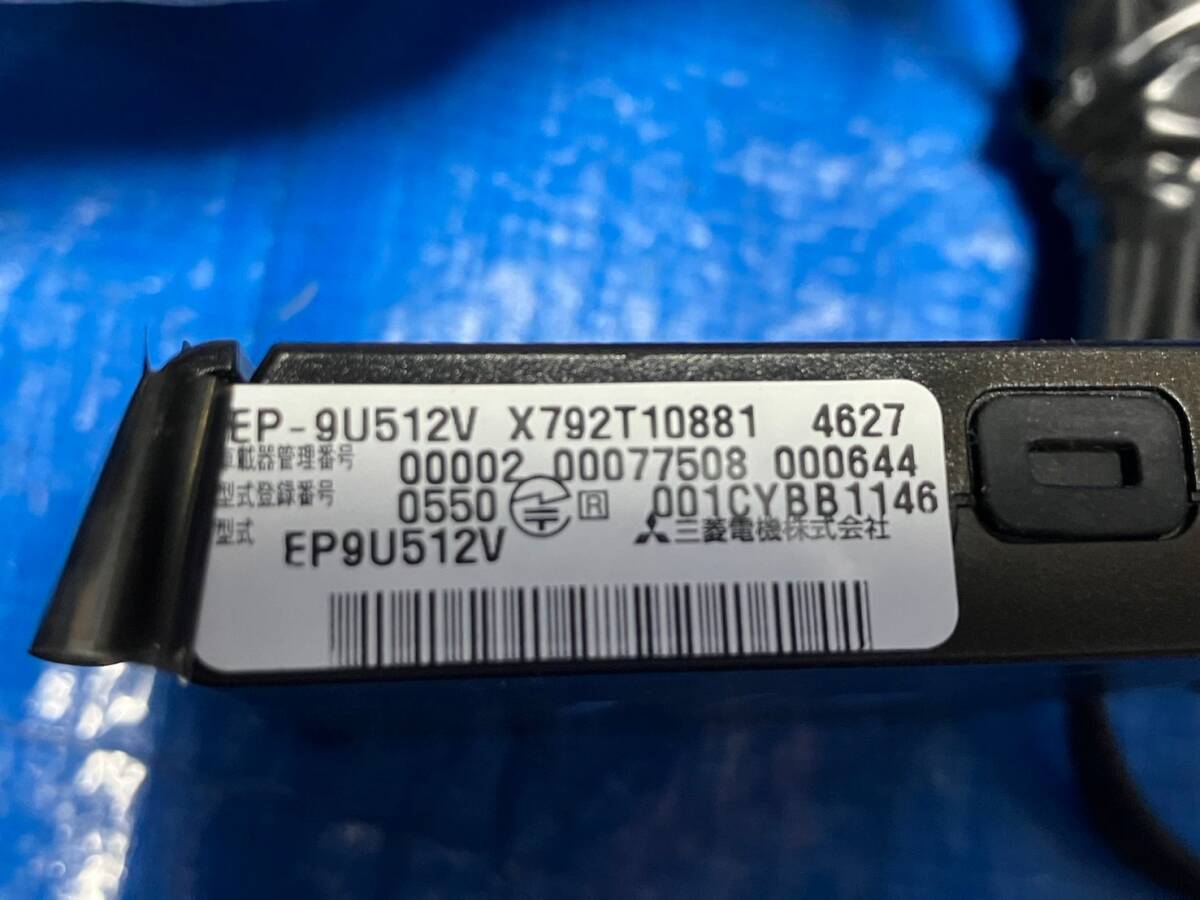 EP-9U512V X792T10881 4627
車載器管理番号 00002 00077508 000644
型式登録番号 0550 R 001CYBB1146
型式 EP9U512V 三菱電機株式会社